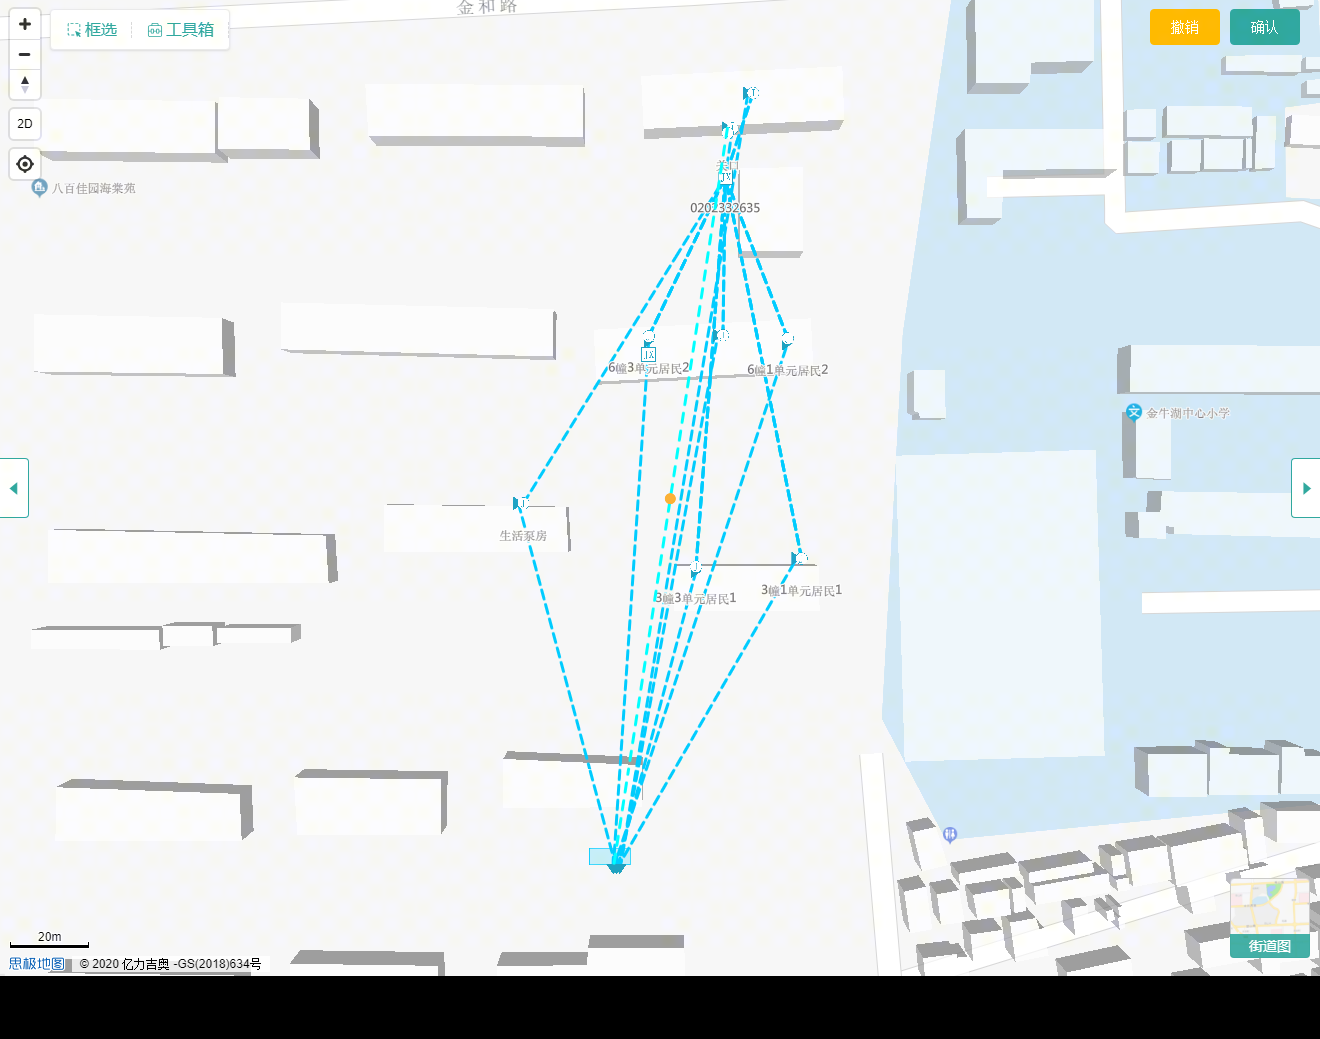 金和路
框选
工具箱
撤销
确认
2D
八百佳园海棠苑
关口
JX
0202332635
JX
6幢3单元居民2
6幢1单元居民2
金牛湖中心小学
生活泵房
3幢3单元居民1
3幢1单元居民1
20m
思极地图
© 2020 亿力吉奥 -GS(2018)634号
街道图